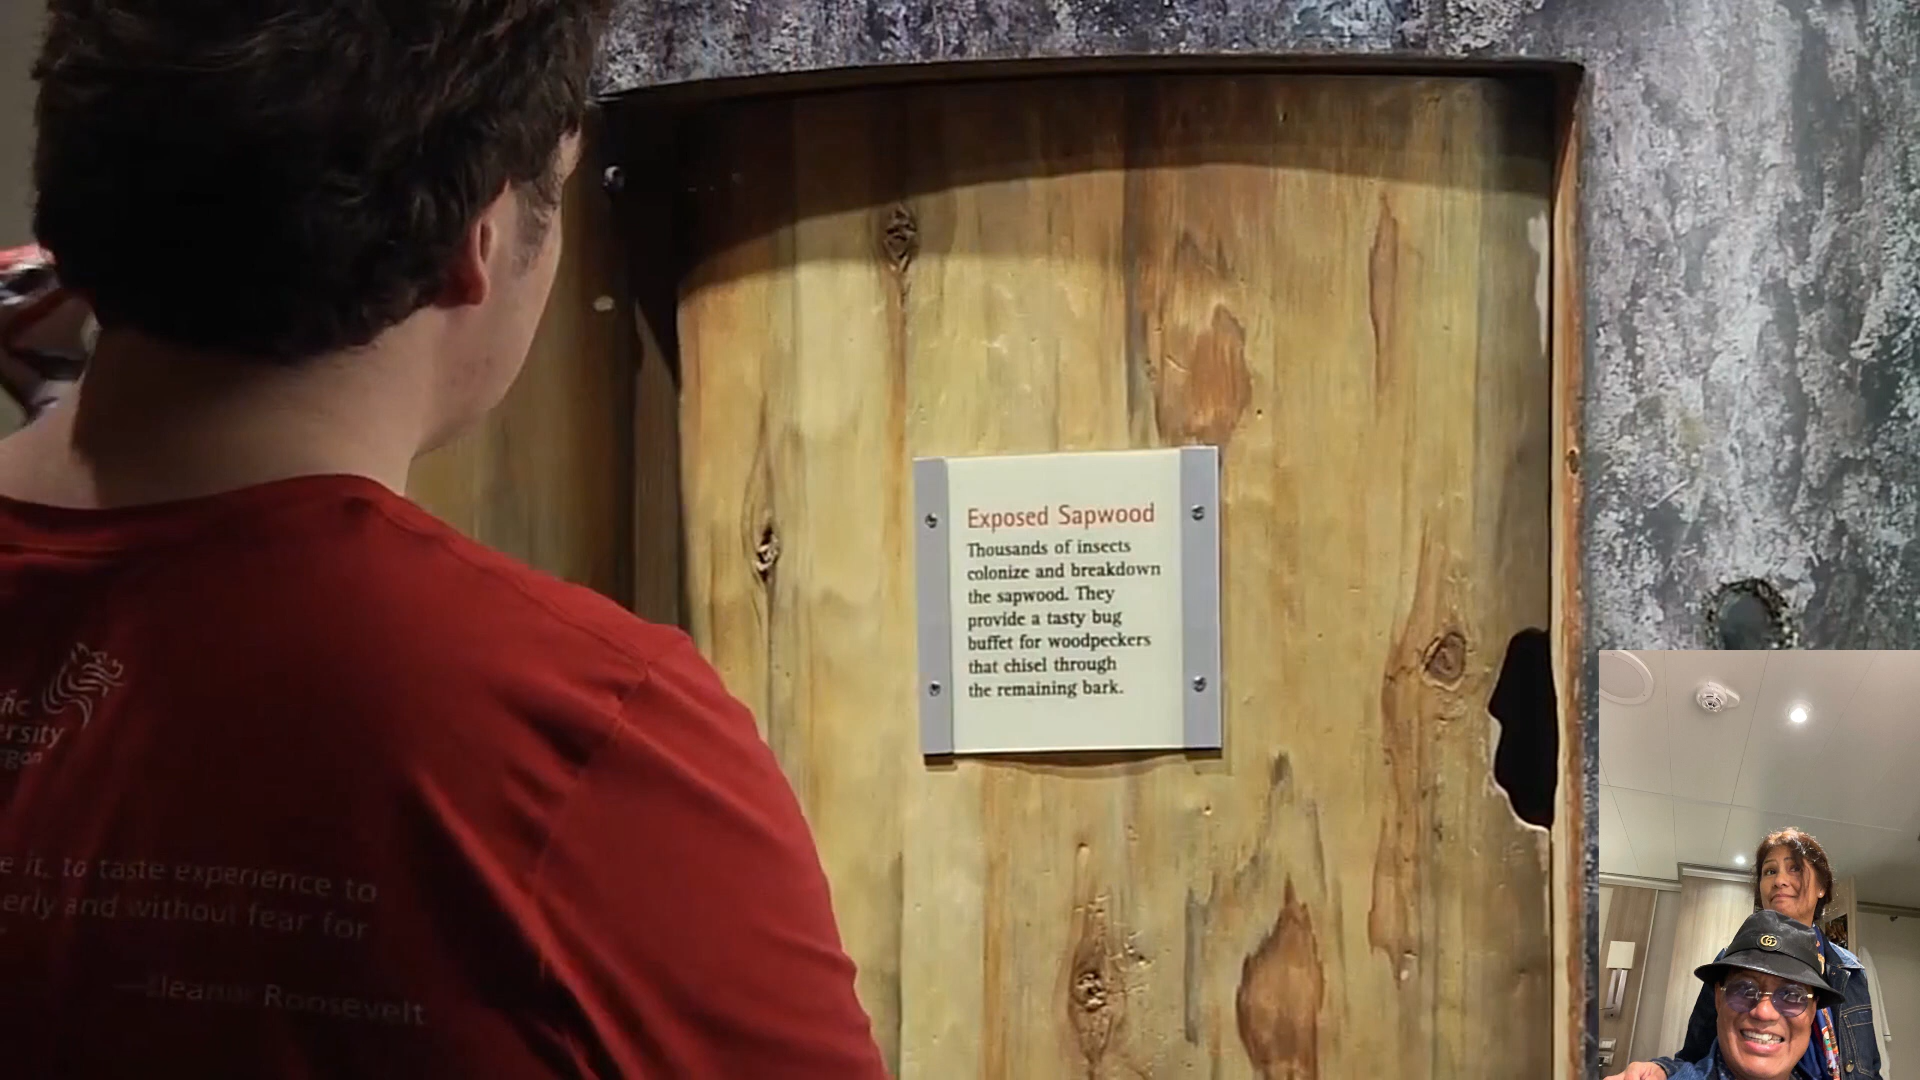 Exposed Sapwood
Thousands of insects
colonize and breakdown
the sapwood. They
provide a tasty bug
buffet for woodpeckers
that chisel through
the remaining bark.
e it, to taste experience to
erly and without fear for
—Eleanor Roosevelt